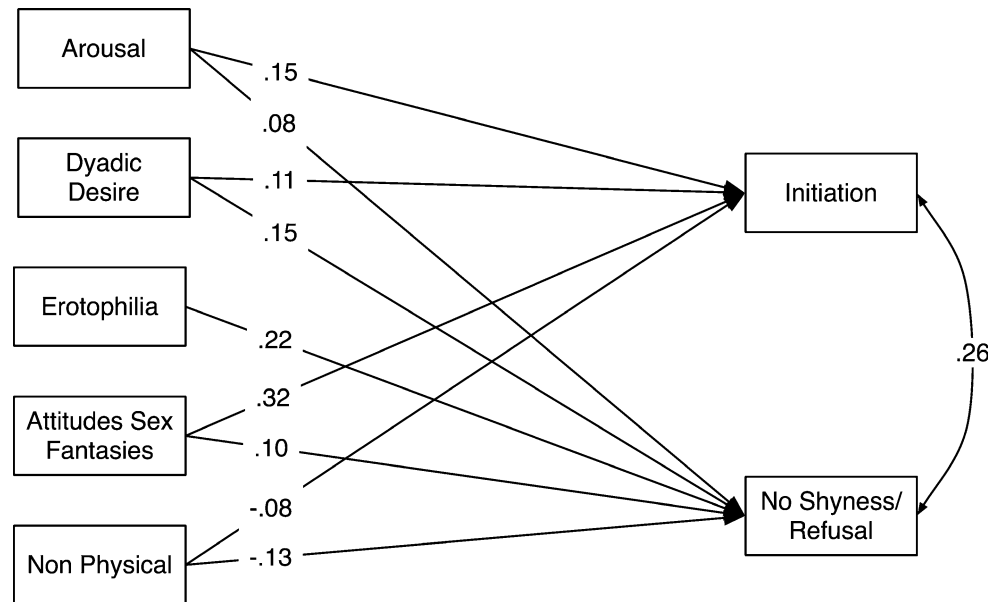 Arousal
.15
.08
Dyadic
Desire
.11
.15
Initiation
Erotophilia
.22
.26
Attitudes Sex
Fantasies
.32
.10
Non Physical
-.08
-.13
No Shyness/
Refusal